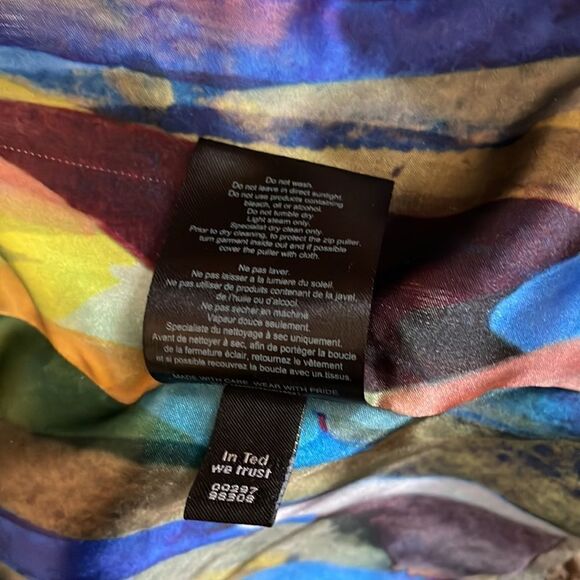 Do not wash.
Do not leave in direct sunlight.
Do not use products containing
bleach, oil or alcohol.
Do not tumble dry
Light steam only.
Specialist dry clean only.
Prior to dry cleaning, to protect the zip puller,
turn garment inside out and if possible
cover the puller with cloth.
Ne pas laver.
Ne pas laisser a la lumiere du soleil.
Ne pas utiliser de produits contenant de la javel,
de l'huile ou d'alcool.
Ne pas secher en machine
Vapeur douce seulement.
Specialiste du nettoyage à sec uniquement.
Avant de nettoyer à sec, afin de portéger la boucle
de la fermeture éclair, retournez le vêtement
et si possible recouvrez la boucle avec un tissus.
MADE WITH CARE. WEAR WITH PRIDE.
In Ted
we trust